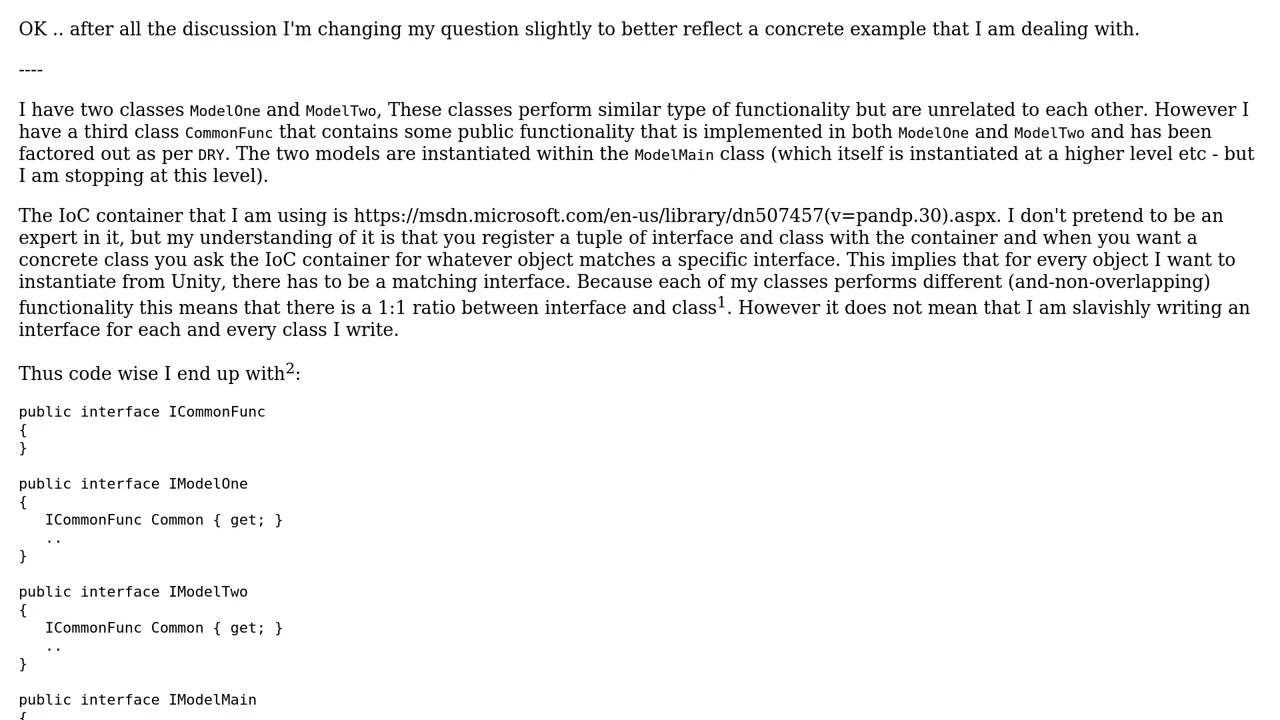 OK .. after all the discussion I'm changing my question slightly to better reflect a concrete example that I am dealing with.
----
I have two classes ModelOne and ModelTwo, These classes perform similar type of functionality but are unrelated to each other. However I
have a third class CommonFunc that contains some public functionality that is implemented in both ModelOne and ModelTwo and has been
factored out as per DRY. The two models are instantiated within the ModelMain class (which itself is instantiated at a higher level etc - but
I am stopping at this level).
The IoC container that I am using is https://msdn.microsoft.com/en-us/library/dn507457(v=pandp.30).aspx. I don't pretend to be an
expert in it, but my understanding of it is that you register a tuple of interface and class with the container and when you want a
concrete class you ask the IoC container for whatever object matches a specific interface. This implies that for every object I want to
instantiate from Unity, there has to be a matching interface. Because each of my classes performs different (and-non-overlapping)
functionality this means that there is a 1:1 ratio between interface and class1. However it does not mean that I am slavishly writing an
interface for each and every class I write.
Thus code wise I end up with2:
public interface ICommonFunc
{
}
public interface IModelOne
{
   ICommonFunc Common { get; }
   ..
}
public interface IModelTwo
{
   ICommonFunc Common { get; }
   ..
}
public interface IModelMain
{